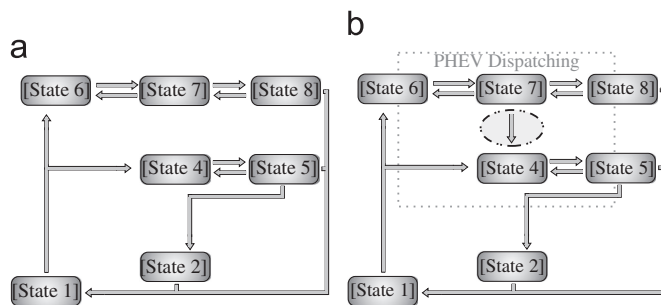 a
b
PHEV Dispatching
[State 6] [State 7] [State 8] [State 6] [State 7] [State 8]
[State 4] [State 5] [State 4] [State 5]
[State 2] [State 2]
[State 1] [State 1]